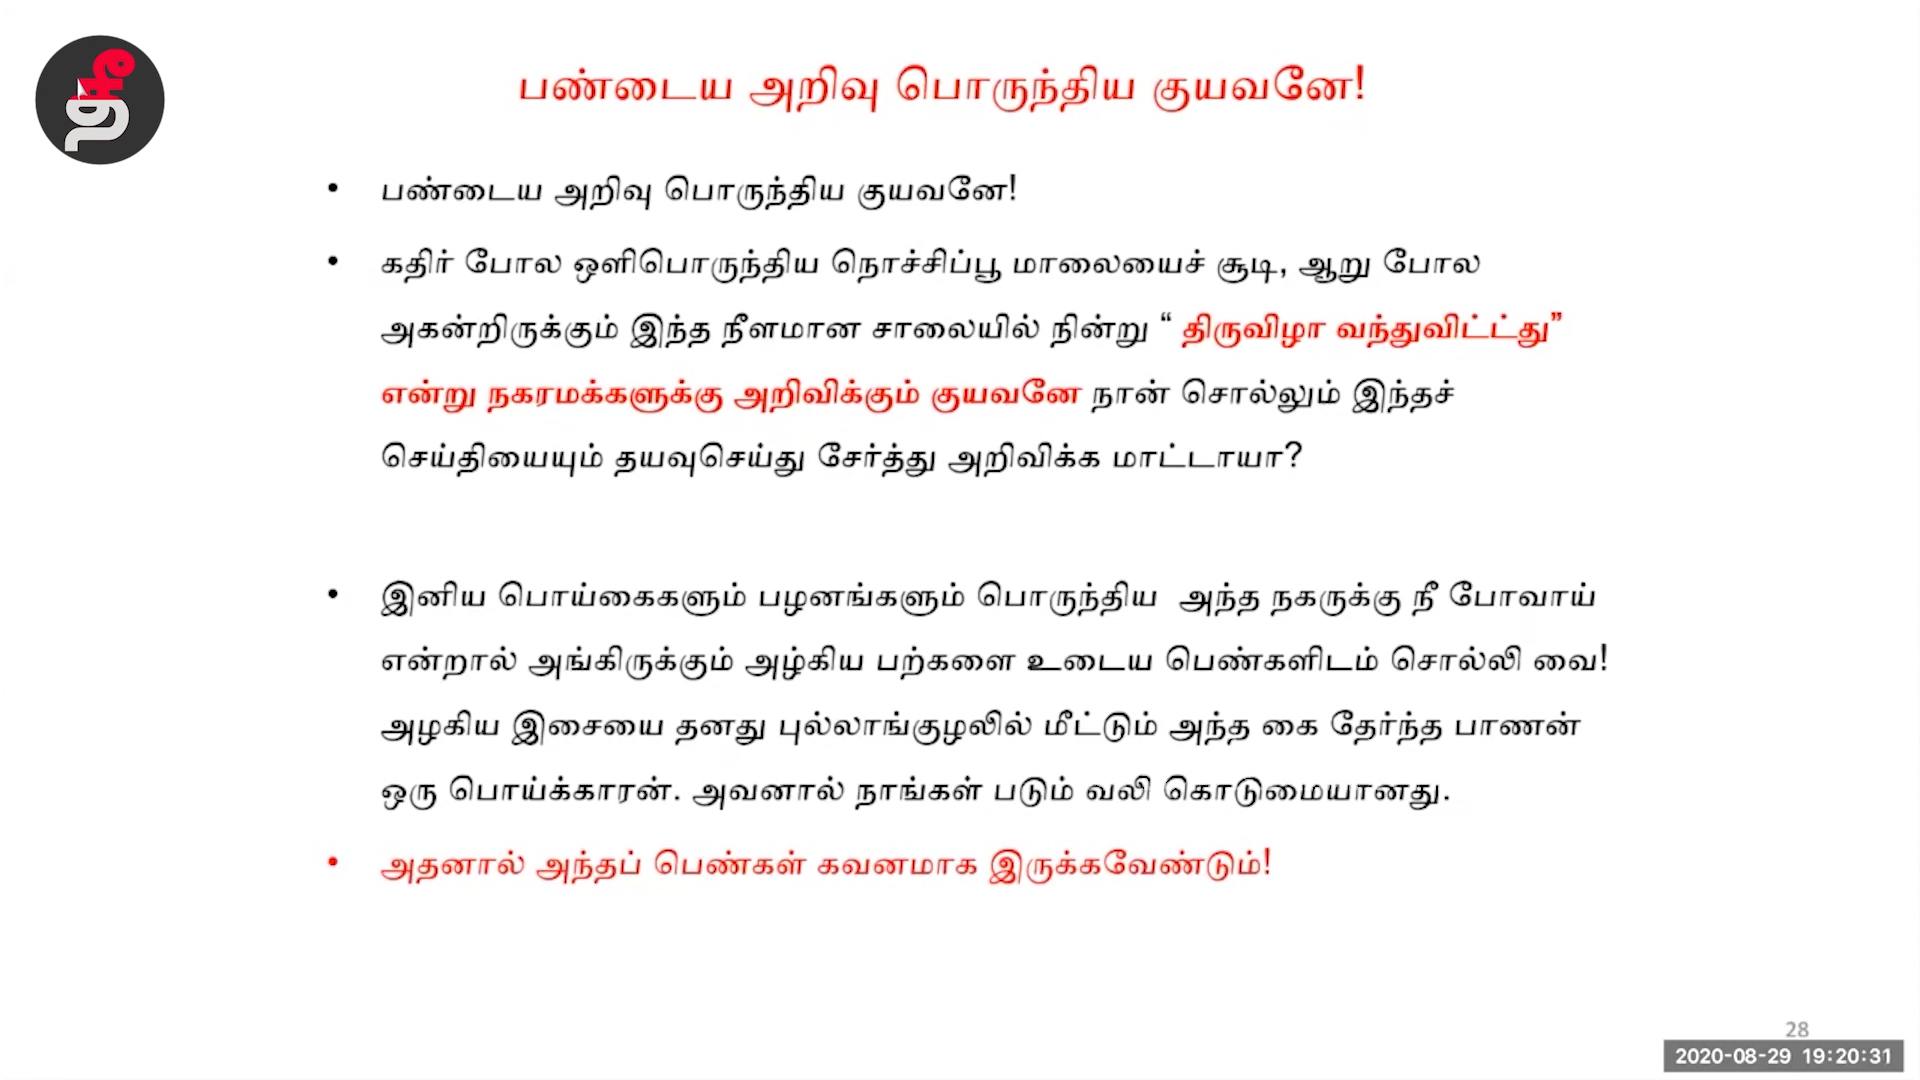 பண்டைய அறிவு பொருந்திய குயவனே!
• பண்டைய அறிவு பொருந்திய குயவனே!
• கதிர் போல ஒளிபொருந்திய நொச்சிப்பூ மாலையைச் சூடி, ஆறு போல
அகன்றிருக்கும் இந்த நீளமான சாலையில் நின்று “ திருவிழா வந்துவிட்ட்து”
என்று நகரமக்களுக்கு அறிவிக்கும் குயவனே நான் சொல்லும் இந்தச்
செய்தியையும் தயவுசெய்து சேர்த்து அறிவிக்க மாட்டாயா?
• இனிய பொய்கைகளும் பழனங்களும் பொருந்திய அந்த நகருக்கு நீ போவாய்
என்றால் அங்கிருக்கும் அழ்கிய பற்களை உடைய பெண்களிடம் சொல்லி வை!
அழகிய இசையை தனது புல்லாங்குழலில் மீட்டும் அந்த கை தேர்ந்த பாணன்
ஒரு பொய்க்காரன். அவனால் நாங்கள் படும் வலி கொடுமையானது.
• அதனால் அந்தப் பெண்கள் கவனமாக இருக்கவேண்டும்!
28
2020-08-29 19:20:31